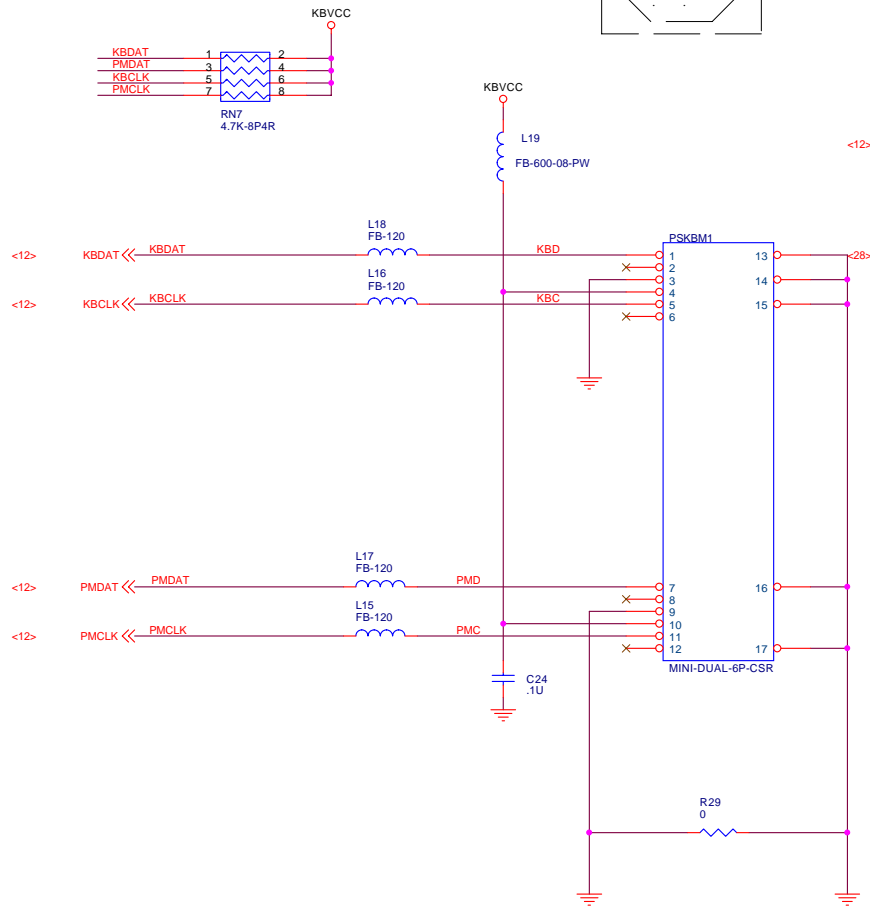 KBVCC
KBDAT 1 2
PMDAT 3 4
KBCLK 5 6
PMCLK 7 8
RN7
4.7K-8P4R
KBVCC
L19
FB-600-08-PW
<12>
L18
FB-120
PSKBM1
<12> KBDAT KBDAT KBD 1 13 <28>
2
L16
FB-120
3 14
4
<12> KBCLK KBCLK KBC 5 15
6
L17
FB-120
<12> PMDAT PMDAT PMD 7 16
8
L15
FB-120
9
10
<12> PMCLK PMCLK PMC 11
12 17
MINI-DUAL-6P-CSR
C24
.1U
R29
0